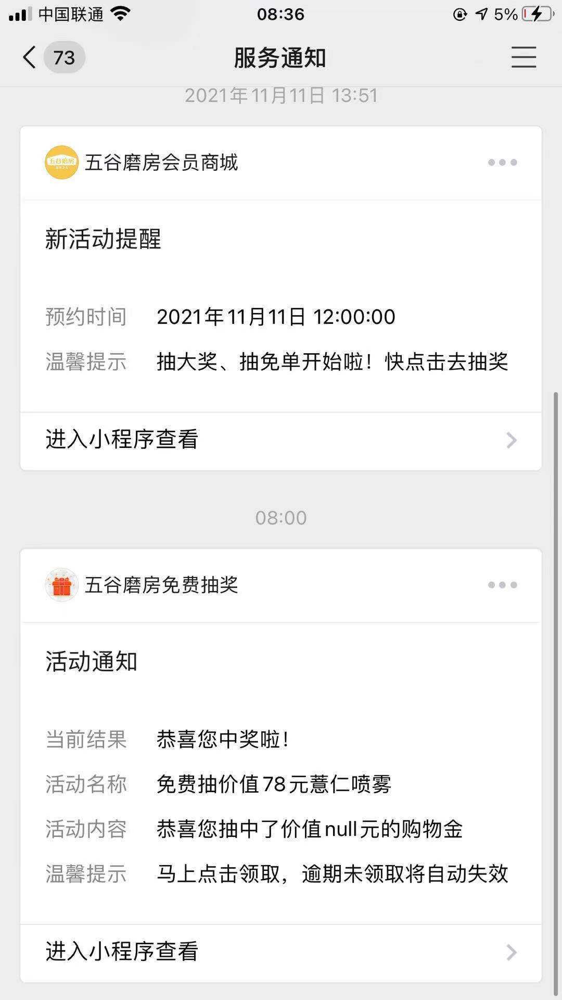 中国联通 08:36 5%
73 服务通知
2021年11月11日 13:51
五谷磨房
五谷磨房会员商城
新活动提醒
预约时间 2021年11月11日 12:00:00
温馨提示 抽大奖、抽免单开始啦！快点击去抽奖
进入小程序查看
08:00
五谷磨房免费抽奖
活动通知
当前结果 恭喜您中奖啦！
活动名称 免费抽价值78元薏仁喷雾
活动内容 恭喜您抽中了价值null元的购物金
温馨提示 马上点击领取，逾期未领取将自动失效
进入小程序查看